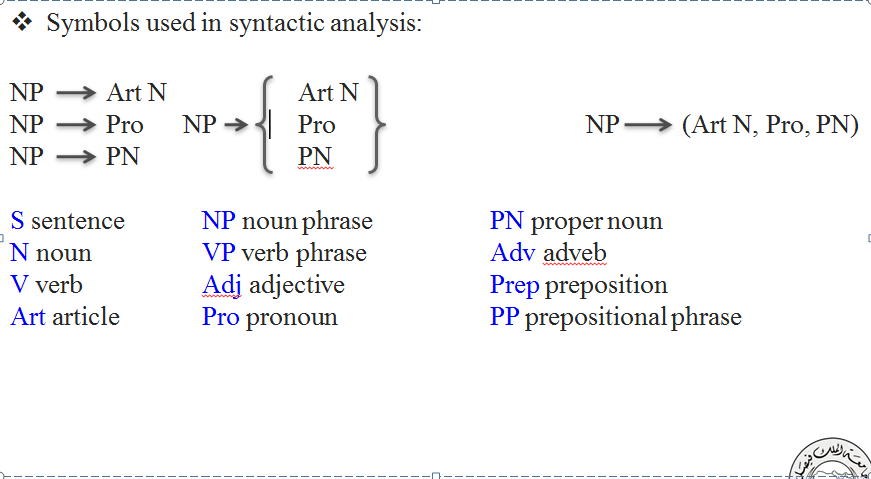 ❖ Symbols used in syntactic analysis:
NP → Art N
NP → Pro
NP → PN
NP → { Art N
Pro
PN }
NP → (Art N, Pro, PN)
S sentence NP noun phrase PN proper noun
N noun VP verb phrase Adv adveb
V verb Adj adjective Prep preposition
Art article Pro pronoun PP prepositional phrase